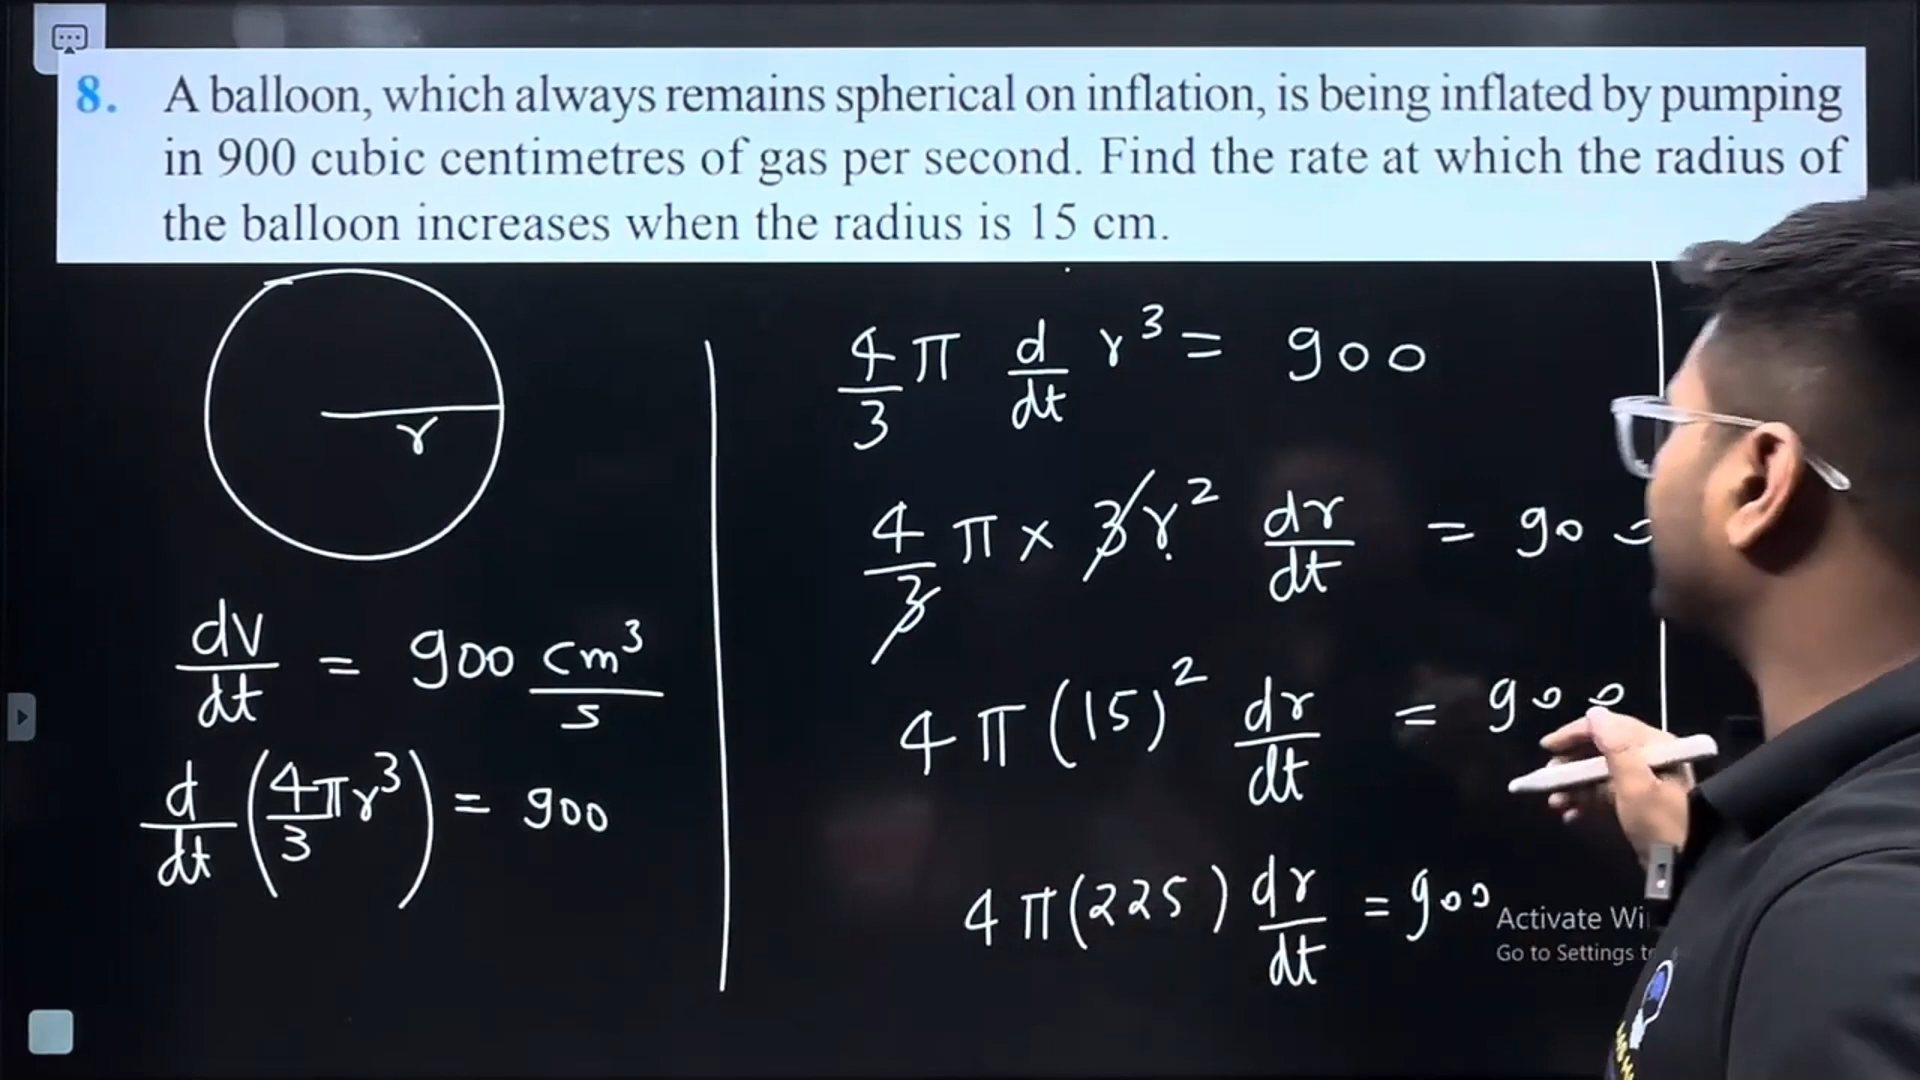 8. A balloon, which always remains spherical on inflation, is being inflated by pumping
in 900 cubic centimetres of gas per second. Find the rate at which the radius of
the balloon increases when the radius is 15 cm.
r
dv/dt = 900 cm³/s
d/dt (4/3 πr³) = 900
4/3 π d/dt r³ = 900
4/3 π × 3r² dr/dt = 900
4π(15)² dr/dt = 900
4π(225) dr/dt = 900
Activate Wi
Go to Settings t